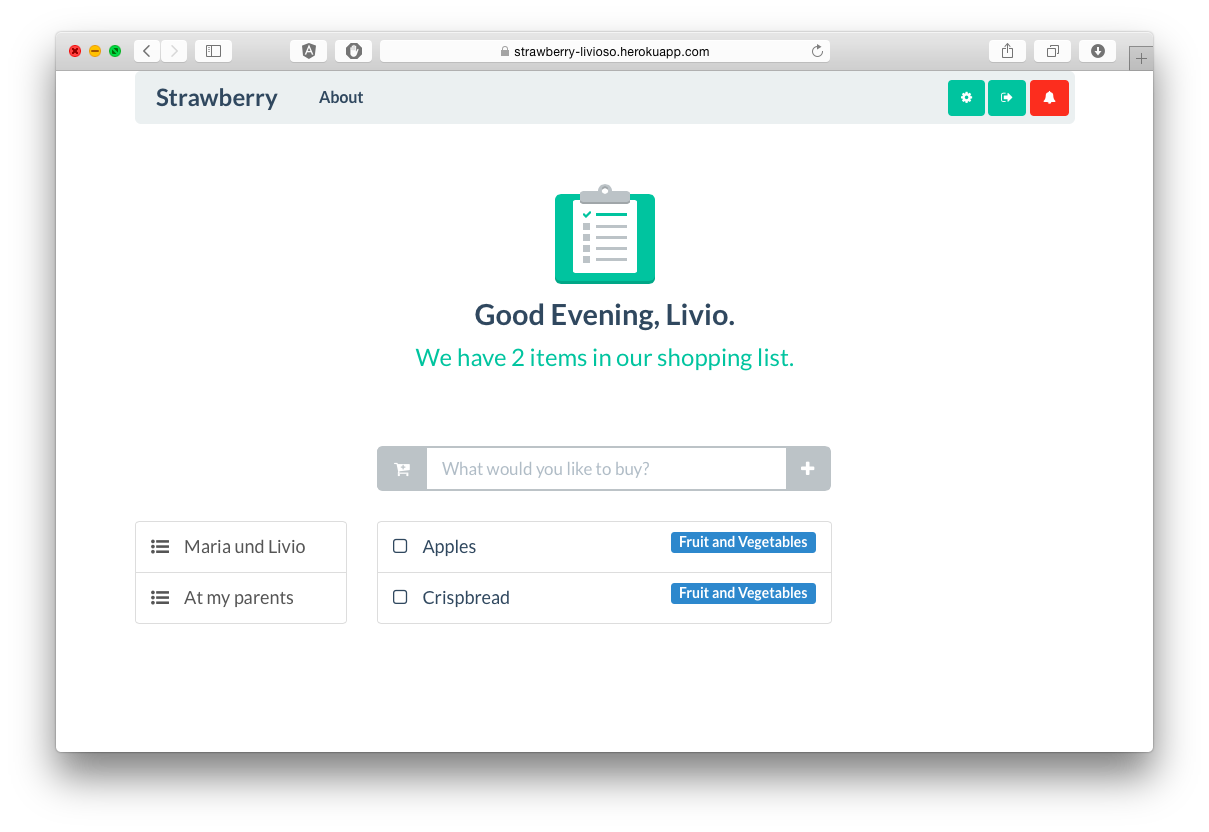 strawberry-livioso.herokuapp.com
Strawberry
About
Good Evening, Livio.
We have 2 items in our shopping list.
What would you like to buy?
Maria und Livio
At my parents
Apples
Fruit and Vegetables
Crispbread
Fruit and Vegetables